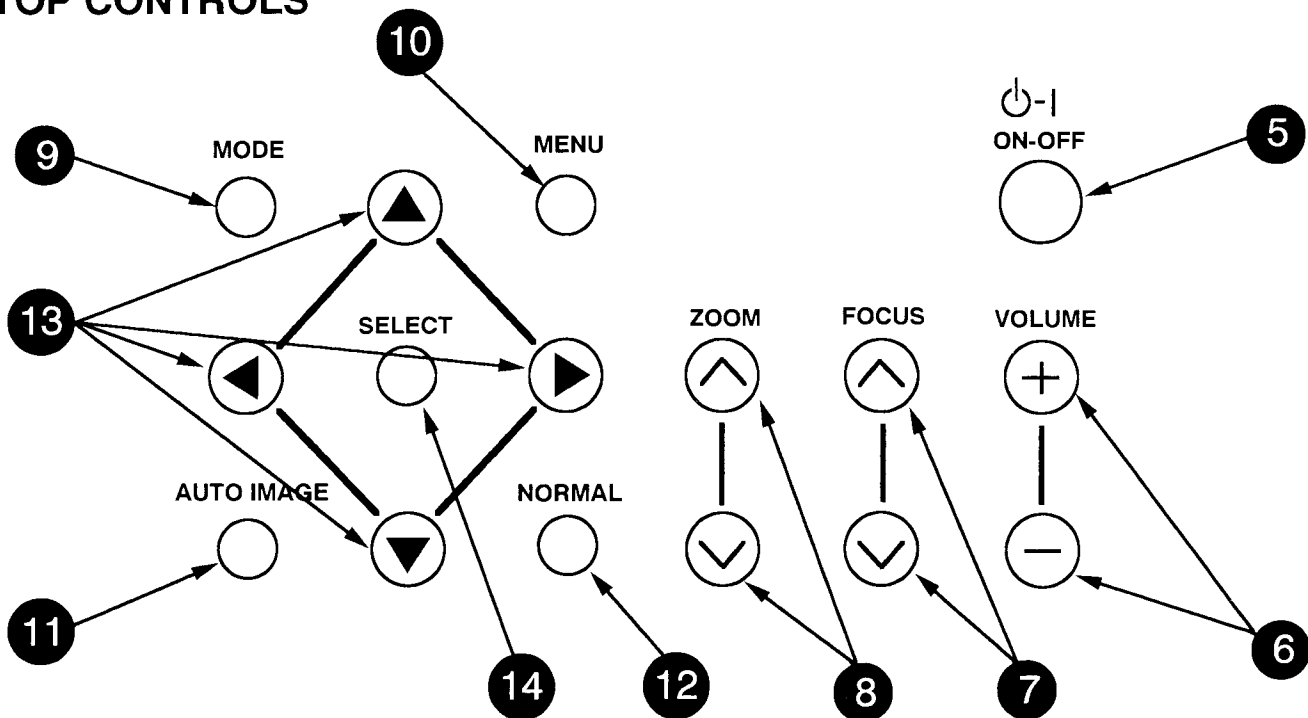 TOP CONTROLS
10
5
9
MODE
MENU
ON-OFF
13
SELECT
ZOOM
FOCUS
VOLUME
+
AUTO IMAGE
NORMAL
−
11
14
12
8
7
6